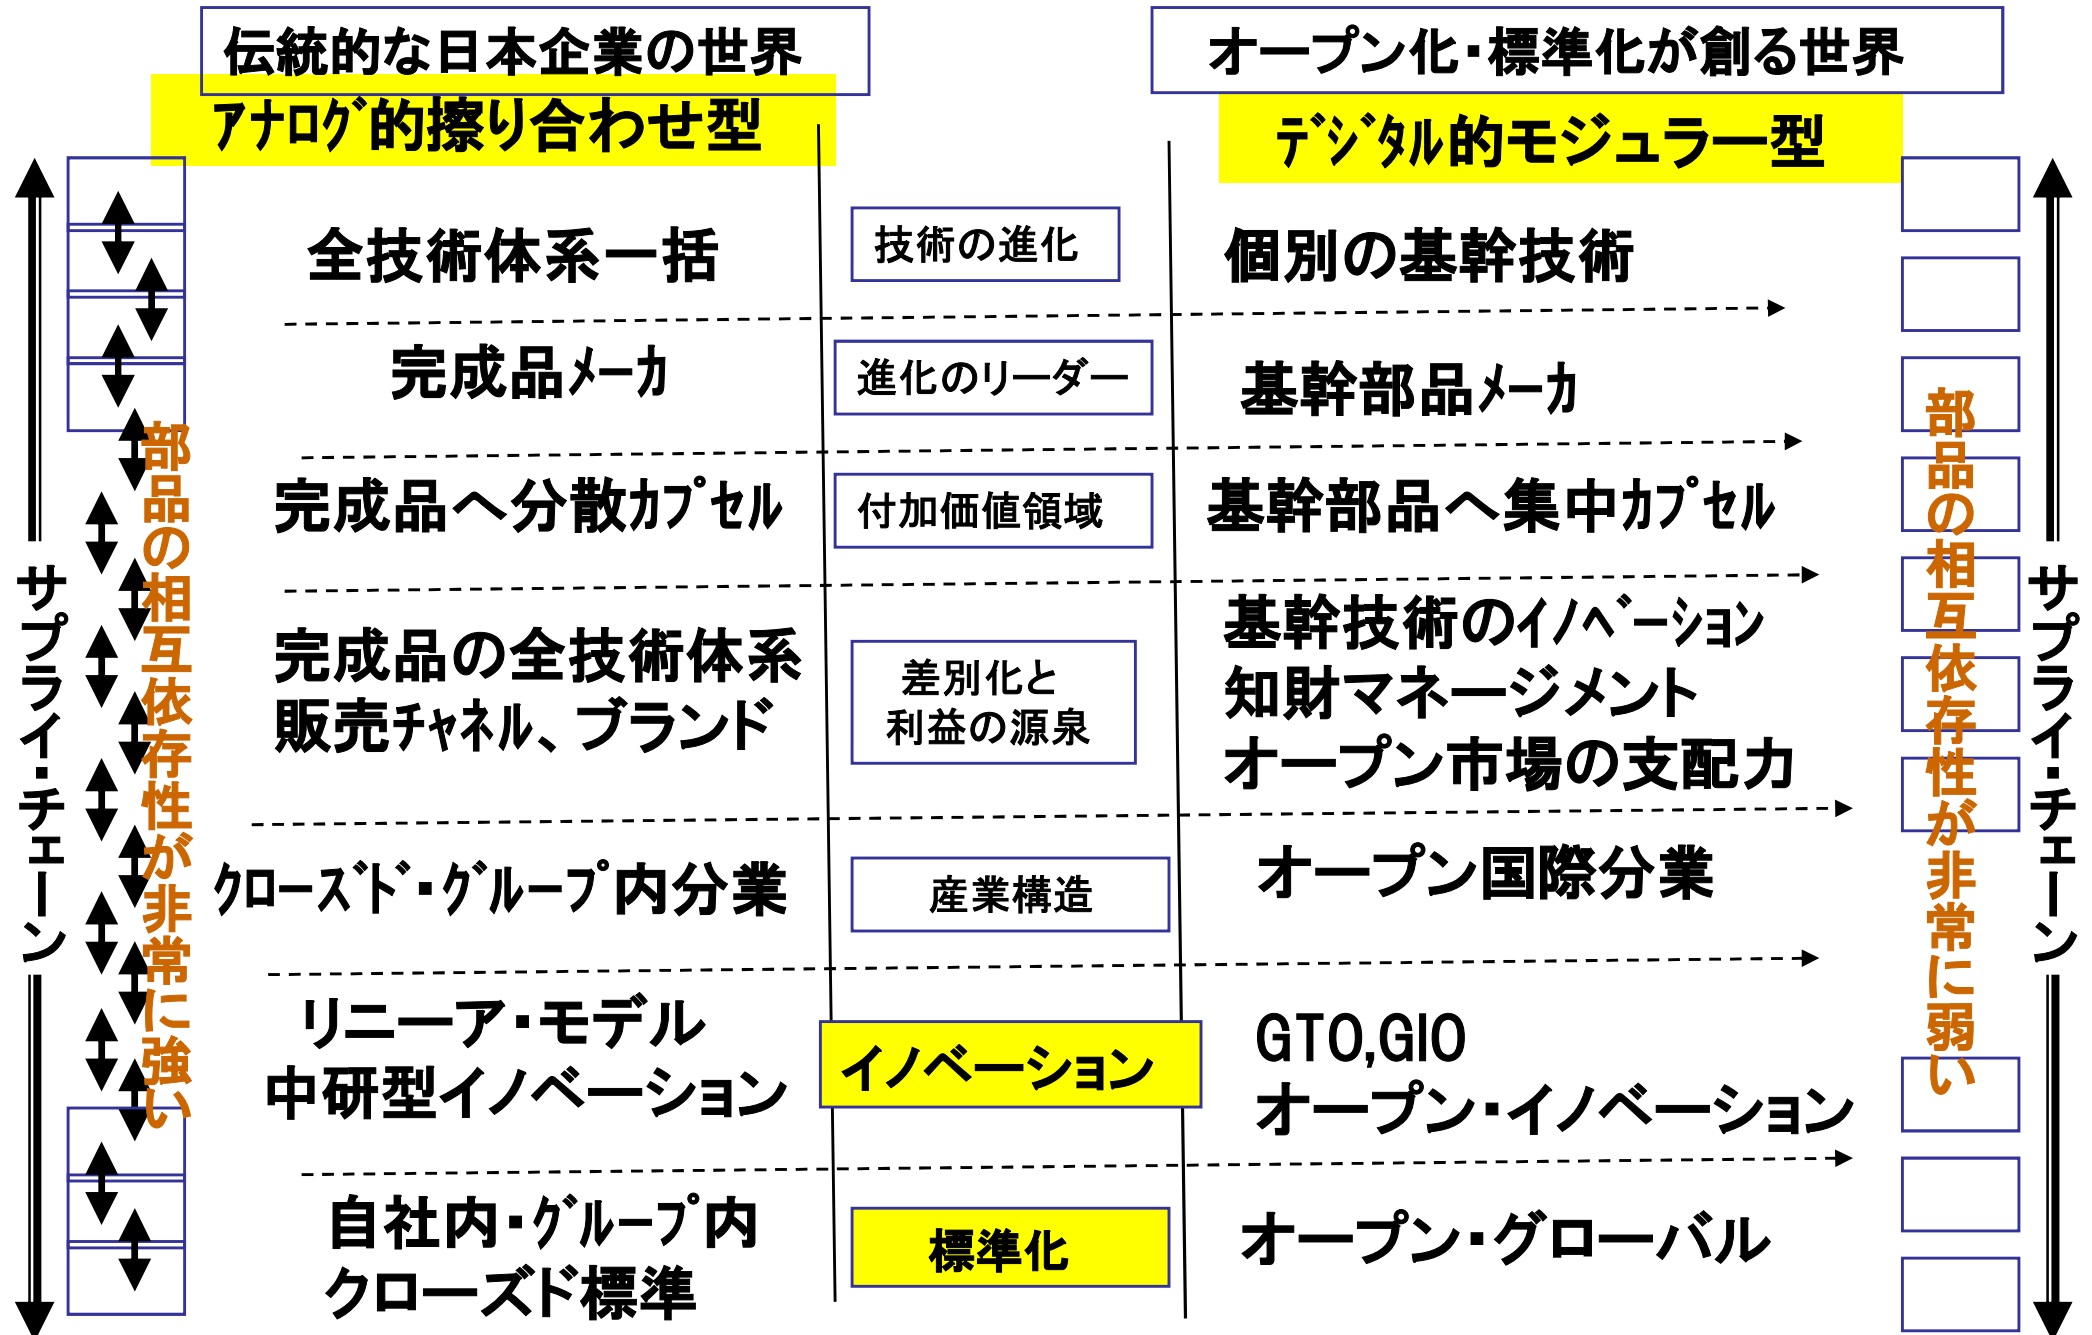 伝統的な日本企業の世界
オープン化・標準化が創る世界
ｱﾅﾛｸﾞ的擦り合わせ型
ﾃﾞｼﾞﾀﾙ的モジュラー型
全技術体系一括
技術の進化
個別の基幹技術
完成品ﾒｰｶ
進化のリーダー
基幹部品ﾒｰｶ
完成品へ分散ｶﾌﾟｾﾙ
付加価値領域
基幹部品へ集中ｶﾌﾟｾﾙ
完成品の全技術体系
販売ﾁｬﾈﾙ、ブランド
差別化と
利益の源泉
基幹技術のｲﾉﾍﾞｰｼｮﾝ
知財マネージメント
オープン市場の支配力
ｸﾛｰｽﾞﾄﾞ・ｸﾞﾙｰﾌﾟ内分業
産業構造
オープン国際分業
リニーア・モデル
中研型イノベーション
イノベーション
GTO,GIO
オープン・イノベーション
自社内・ｸﾞﾙｰﾌﾟ内
クローズド標準
標準化
オープン・グローバル
サプライ・チェーン
部品の相互依存性が非常に強い
部品の相互依存性が非常に弱い
サプライ・チェーン